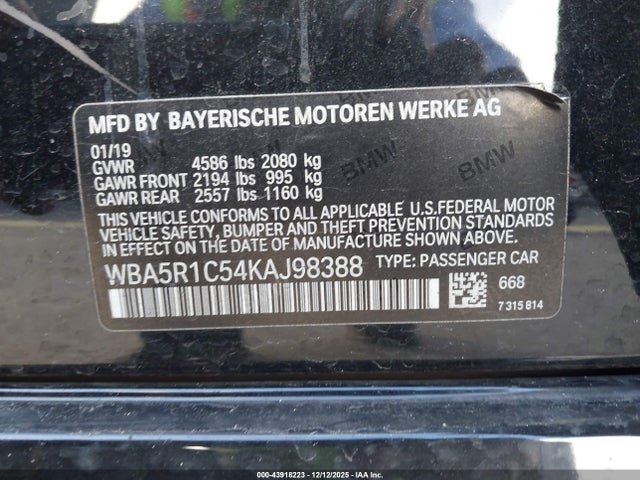 MFD BY BAYERISCHE MOTOREN WERKE AG
01/19
GVWR 4586 lbs 2080 kg
GAWR FRONT 2194 lbs 995 kg
GAWR REAR 2557 lbs 1160 kg
THIS VEHICLE CONFORMS TO ALL APPLICABLE U.S.FEDERAL MOTOR
VEHICLE SAFETY, BUMPER AND THEFT PREVENTION STANDARDS
IN EFFECT ON THE DATE OF MANUFACTURE SHOWN ABOVE.
WBA5R1C54KAJ98388 TYPE: PASSENGER CAR
668
7 315 814
BMW
BMW
BMW
000-43918223 - 12/12/2025 - IAA Inc.